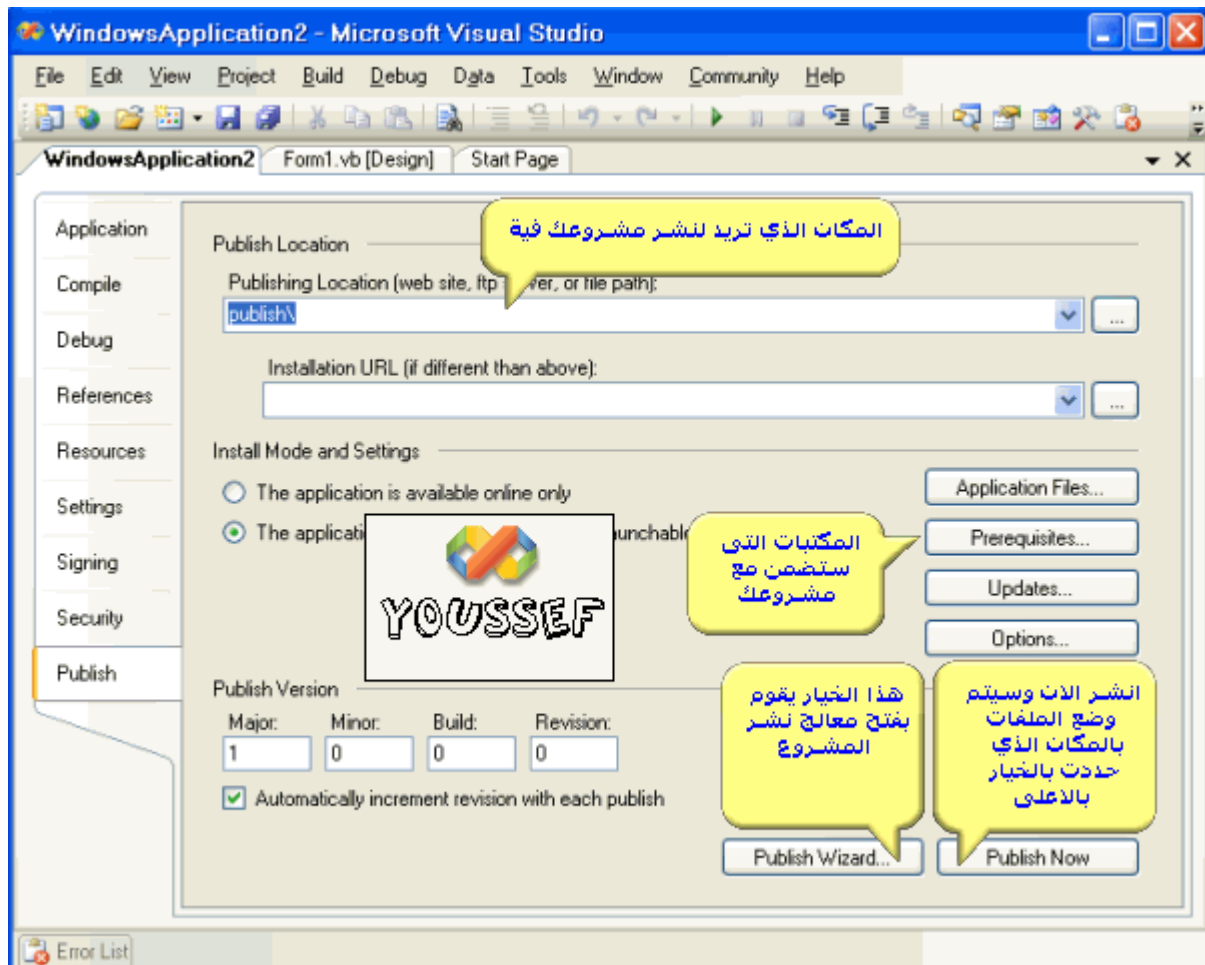 WindowsApplication2 - Microsoft Visual Studio
File Edit View Project Build Debug Data Tools Window Community Help
WindowsApplication2 Form1.vb [Design] Start Page
Application
Compile
Debug
References
Resources
Settings
Signing
Security
Publish
المكان الذي تريد لنشر مشروعك فية
Publish Location
Publishing Location (web site, ftp server, or file path):
publish\
...
Installation URL (if different than above):
...
Install Mode and Settings
The application is available online only
The applicati
launchabl
YOUSSEF
Application Files...
Prerequisites...
Updates...
Options...
المكتبات التى
ستضمن مع
مشروعك
Publish Version
Major: Minor: Build: Revision:
1 0 0 0
Automatically increment revision with each publish
هذا الخيار يقوم
بفتح معالج نشر
المشروع
انشر الان وسيتم
وضع الملفات
بالمكان الذي
حددت بالخيار
بالاعلى
Publish Wizard... Publish Now
Error List